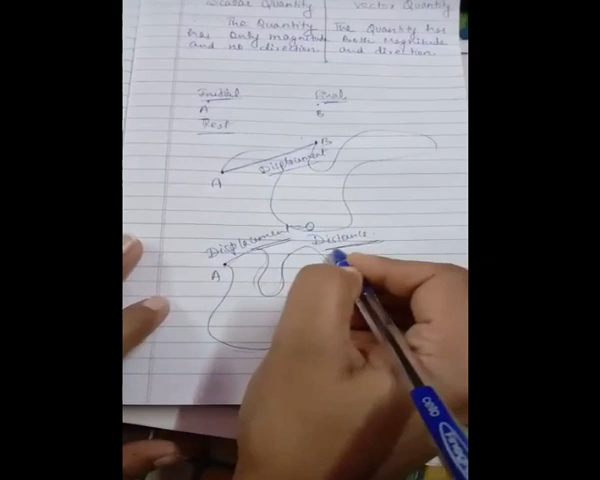 Scalar Quantity
Vector Quantity
The Quantity
has Only magnitude
and no direction
The Quantity has
Both Magnitude
and direction
Initial
Final
A
B
Rest
B
Displacement
A
Displacement
Distance
A
cello